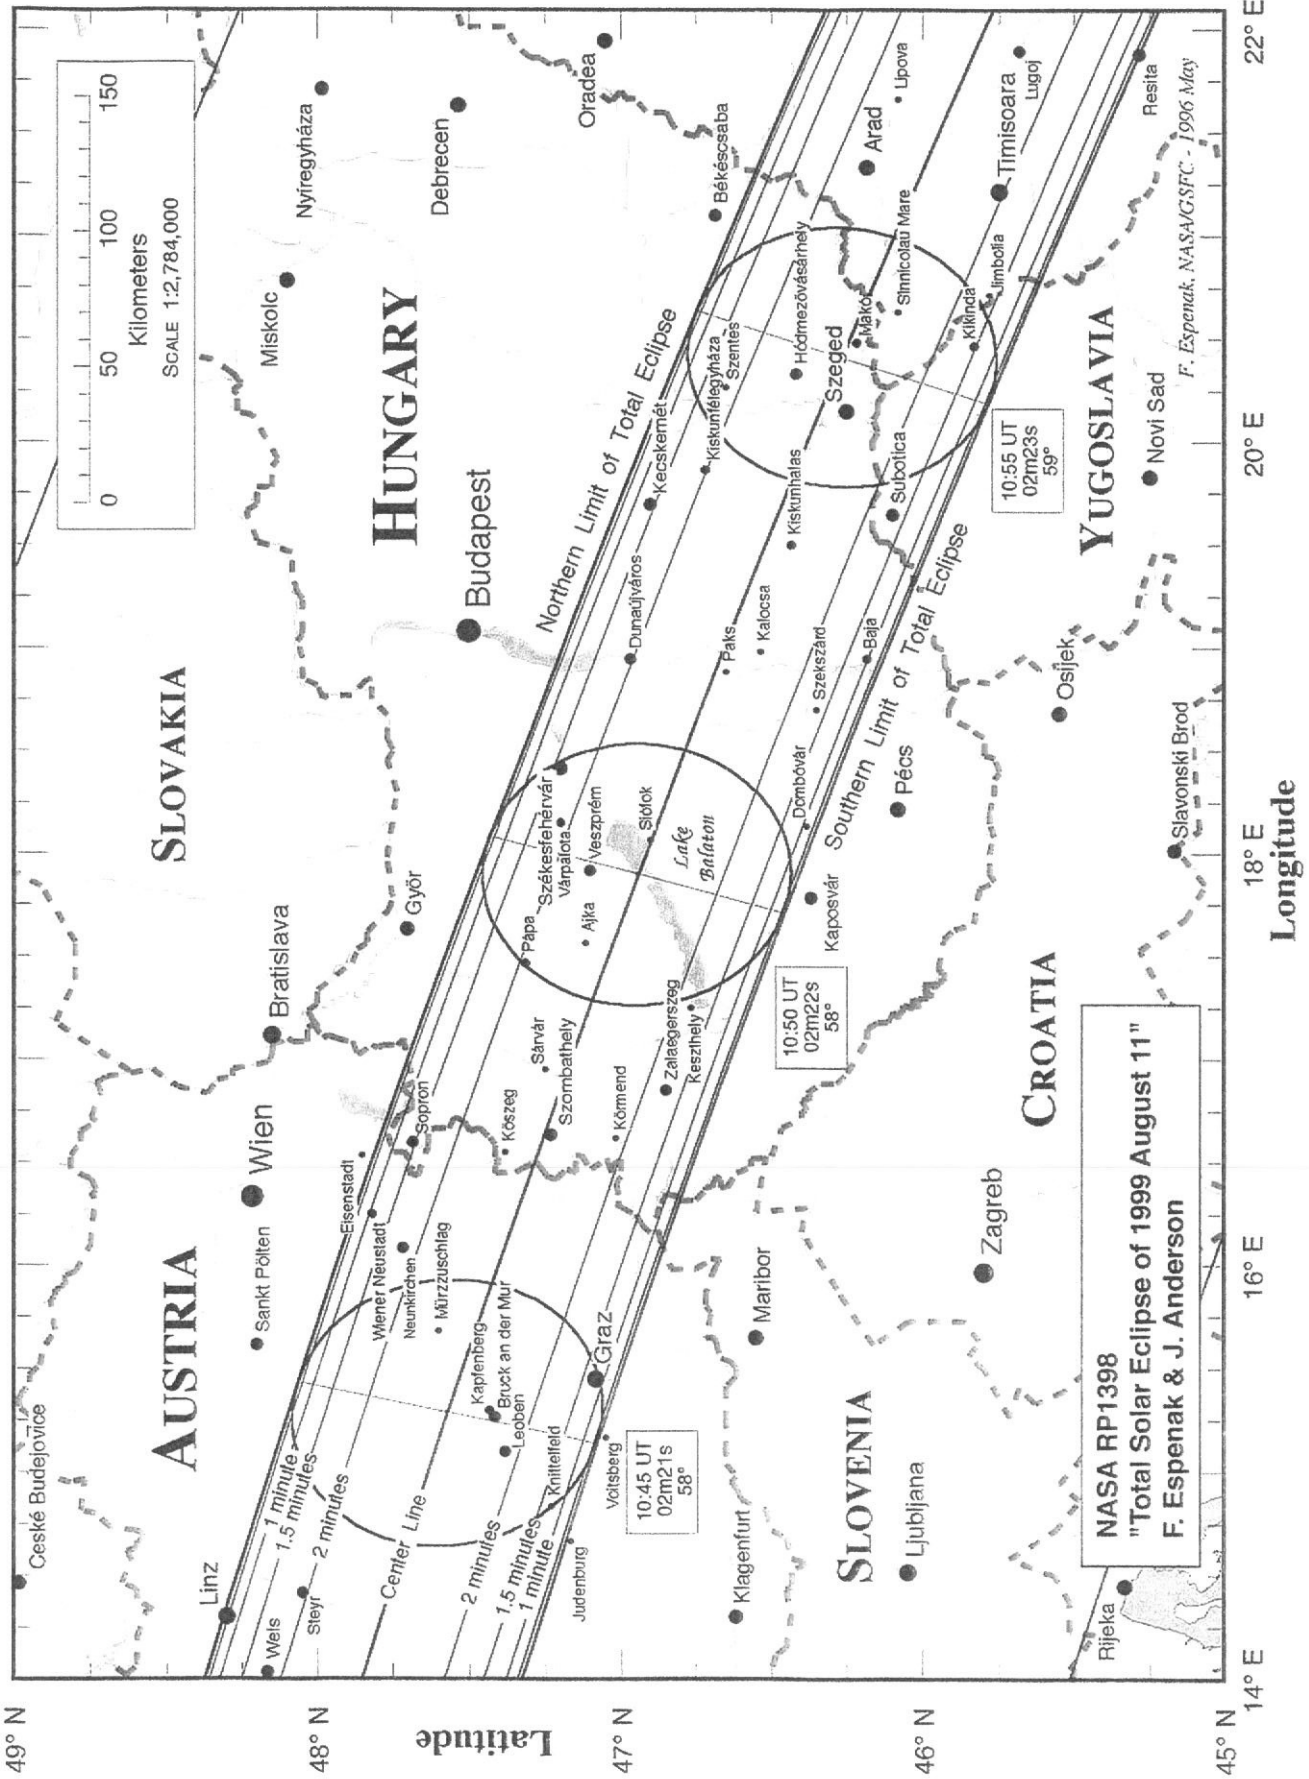 49° N
48° N
47° N
46° N
45° N
Latitude
14° E
16° E
18° E
20° E
22° E
Longitude
0
50
100
150
Kilometers
SCALE 1:2,784,000
AUSTRIA
SLOVAKIA
HUNGARY
SLOVENIA
CROATIA
YUGOSLAVIA
České Budejovice
Linz
Wels
Steyr
Sankt Pölten
Wien
Bratislava
Eisenstadt
Wiener Neustadt
Neunkirchen
Mürzzuschlag
Kapfenberg
Bruck an der Mur
Leoben
Knittelfeld
Judenburg
Voitsberg
Graz
Klagenfurt
Maribor
Ljubljana
Zagreb
Rijeka
Sopron
Köszeg
Szombathely
Sárvár
Körmend
Zalaegerszeg
Keszthely
Györ
Pápa
Ajka
Veszprém
Várpálota
Székesfehérvár
Siófok
Lake
Balaton
Kaposvár
Dombóvár
Pécs
Szekszárd
Baja
Paks
Kalocsa
Dunaújváros
Budapest
Kecskemét
Kiskunfélegyháza
Kiskunhalas
Szentes
Hódmezövásárhely
Szeged
Makó
Subotica
Kikinda
Jimbolia
Sînnicolau Mare
Békéscsaba
Miskolc
Nyíregyháza
Debrecen
Oradea
Arad
Lipova
Timisoara
Lugoj
Resita
Novi Sad
Osijek
Slavonski Brod
1 minute
1.5 minutes
2 minutes
Center Line
2 minutes
1.5 minutes
1 minute
Northern Limit of Total Eclipse
Southern Limit of Total Eclipse
10:45 UT
02m21s
58°
10:50 UT
02m22s
58°
10:55 UT
02m23s
59°
F. Espenak, NASA/GSFC - 1996 May
NASA RP1398
"Total Solar Eclipse of 1999 August 11"
F. Espenak & J. Anderson